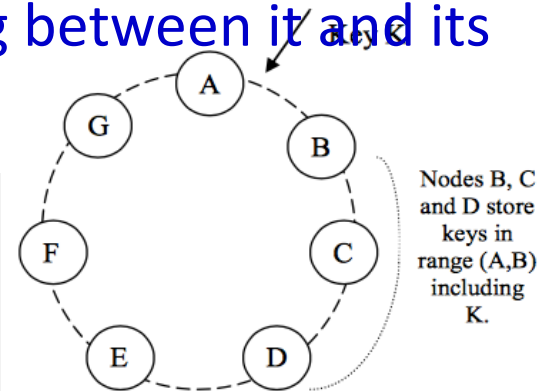 g between it and its
Key K
A
G
B
Nodes B, C
and D store
keys in
range (A,B)
including
K.
F
C
E
D